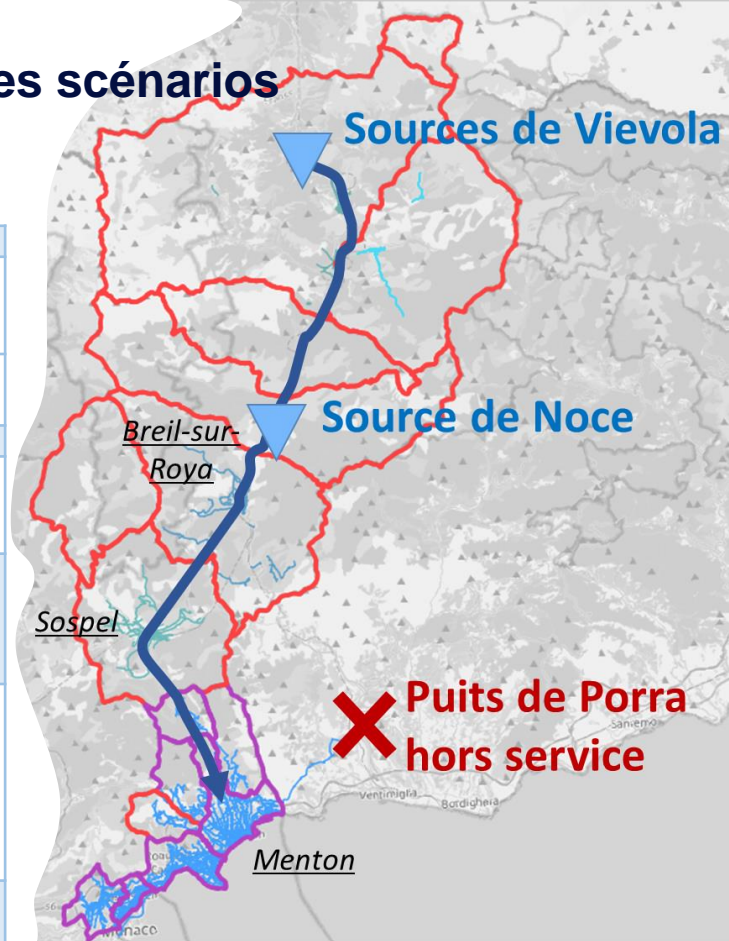 es scénarios
Sources de Vievola
Source de Noce
Breil-sur-
Roya
Sospel
Puits de Porra
hors service
Sanremo
Ventimiglia
Bordighera
Menton
Monaco